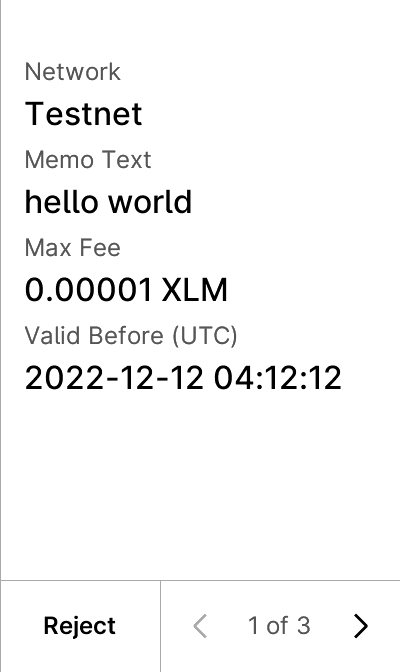 Network
Testnet
Memo Text
hello world
Max Fee
0.00001 XLM
Valid Before (UTC)
2022-12-12 04:12:12
Reject
1 of 3